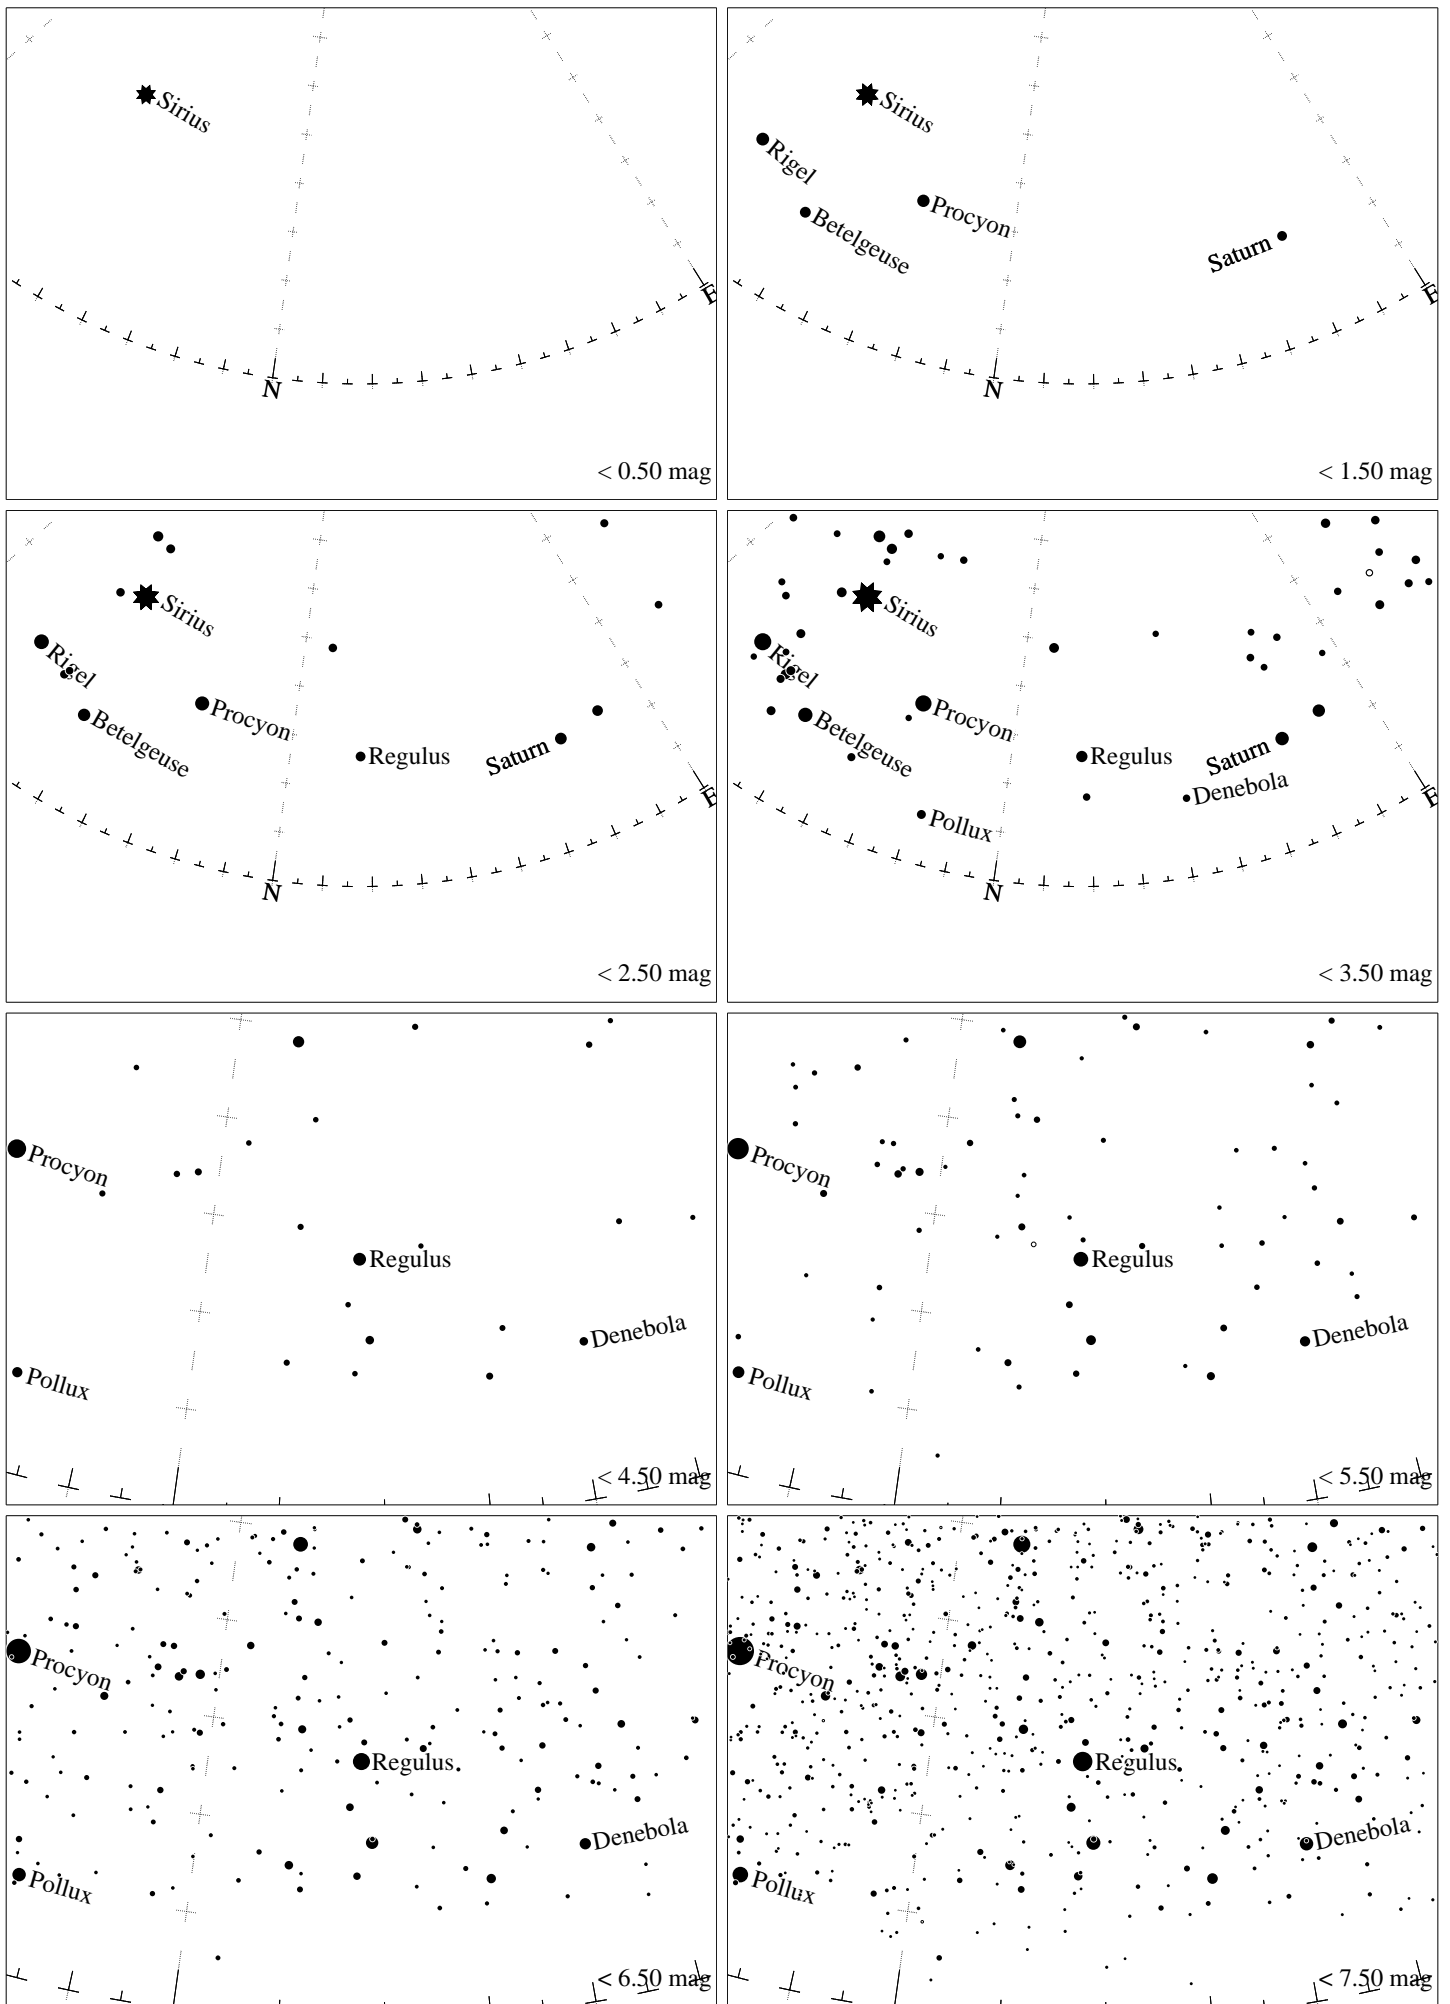 Sirius
N
E
< 0.50 mag
Sirius
Rigel
Procyon
Betelgeuse
Saturn
N
E
< 1.50 mag
Sirius
Rigel
Procyon
Betelgeuse
Regulus
Saturn
N
E
< 2.50 mag
Sirius
Rigel
Procyon
Betelgeuse
Regulus
Saturn
Denebola
Pollux
N
E
< 3.50 mag
Procyon
Regulus
Denebola
Pollux
< 4.50 mag
Procyon
Regulus
Denebola
Pollux
< 5.50 mag
Procyon
Regulus
Denebola
Pollux
< 6.50 mag
Procyon
Regulus
Denebola
Pollux
< 7.50 mag